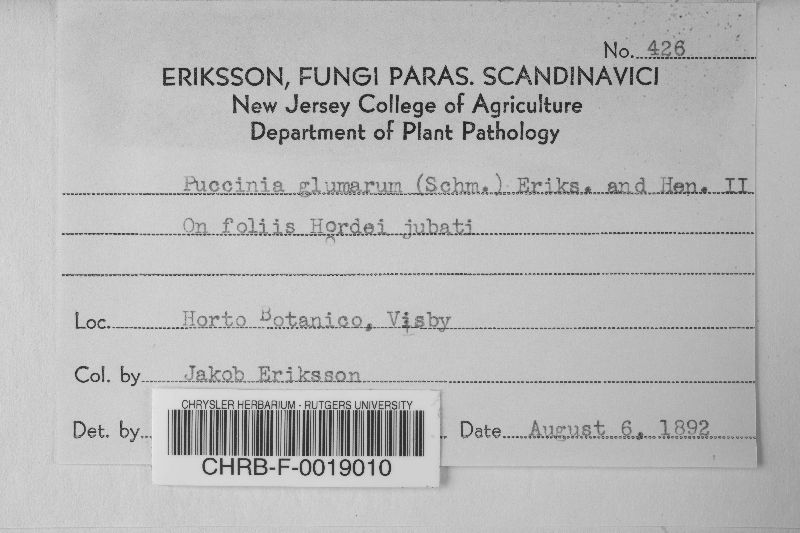 No. 426
ERIKSSON, FUNGI PARAS. SCANDINAVICI
New Jersey College of Agriculture
Department of Plant Pathology
Puccinia glumarum (Schm.) Eriks. and Hen. II
On foliis Hordei jubati
Loc. Horto Botanico, Visby
Col. by Jakob Eriksson
Det. by
Date August 6, 1892
CHRYSLER HERBARIUM - RUTGERS UNIVERSITY
CHRB-F-0019010